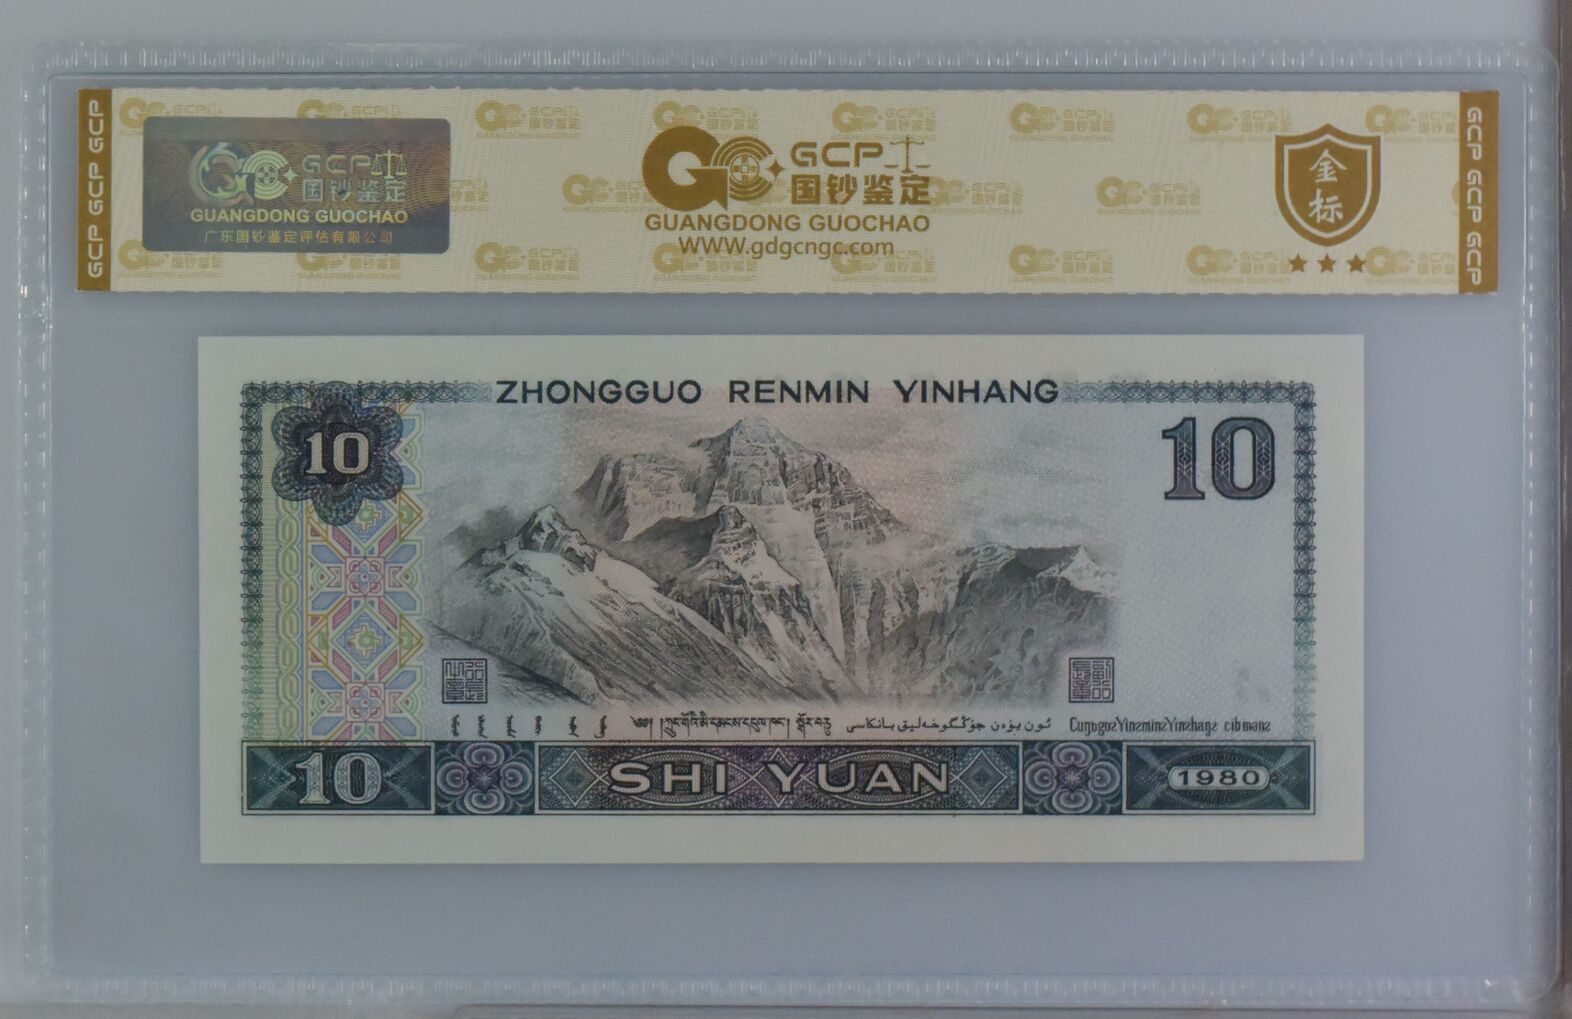 GCP GCP GCP
GCP
国钞鉴定
GUANGDONG GUOCHAO
广东国钞鉴定评估有限公司
GCP
国钞鉴定
GUANGDONG GUOCHAO
WWW.gdgcngc.com
金标
GCP GCP GCP
ZHONGGUO RENMIN YINHANG
10
10
10
SHI YUAN
1980